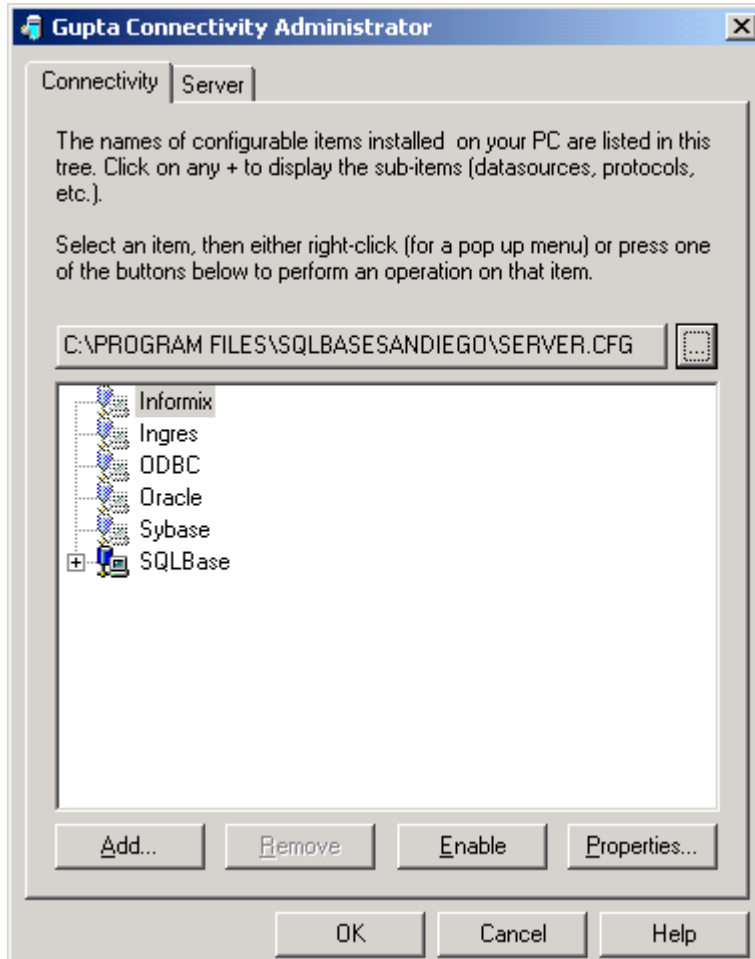 Gupta Connectivity Administrator
Connectivity
Server
The names of configurable items installed  on your PC are listed in this
tree. Click on any + to display the sub-items (datasources, protocols,
etc.).
Select an item, then either right-click (for a pop up menu) or press one
of the buttons below to perform an operation on that item.
C:\PROGRAM FILES\SQLBASESANDIEGO\SERVER.CFG
...
Informix
Ingres
ODBC
Oracle
Sybase
SQLBase
Add...
Remove
Enable
Properties...
OK
Cancel
Help